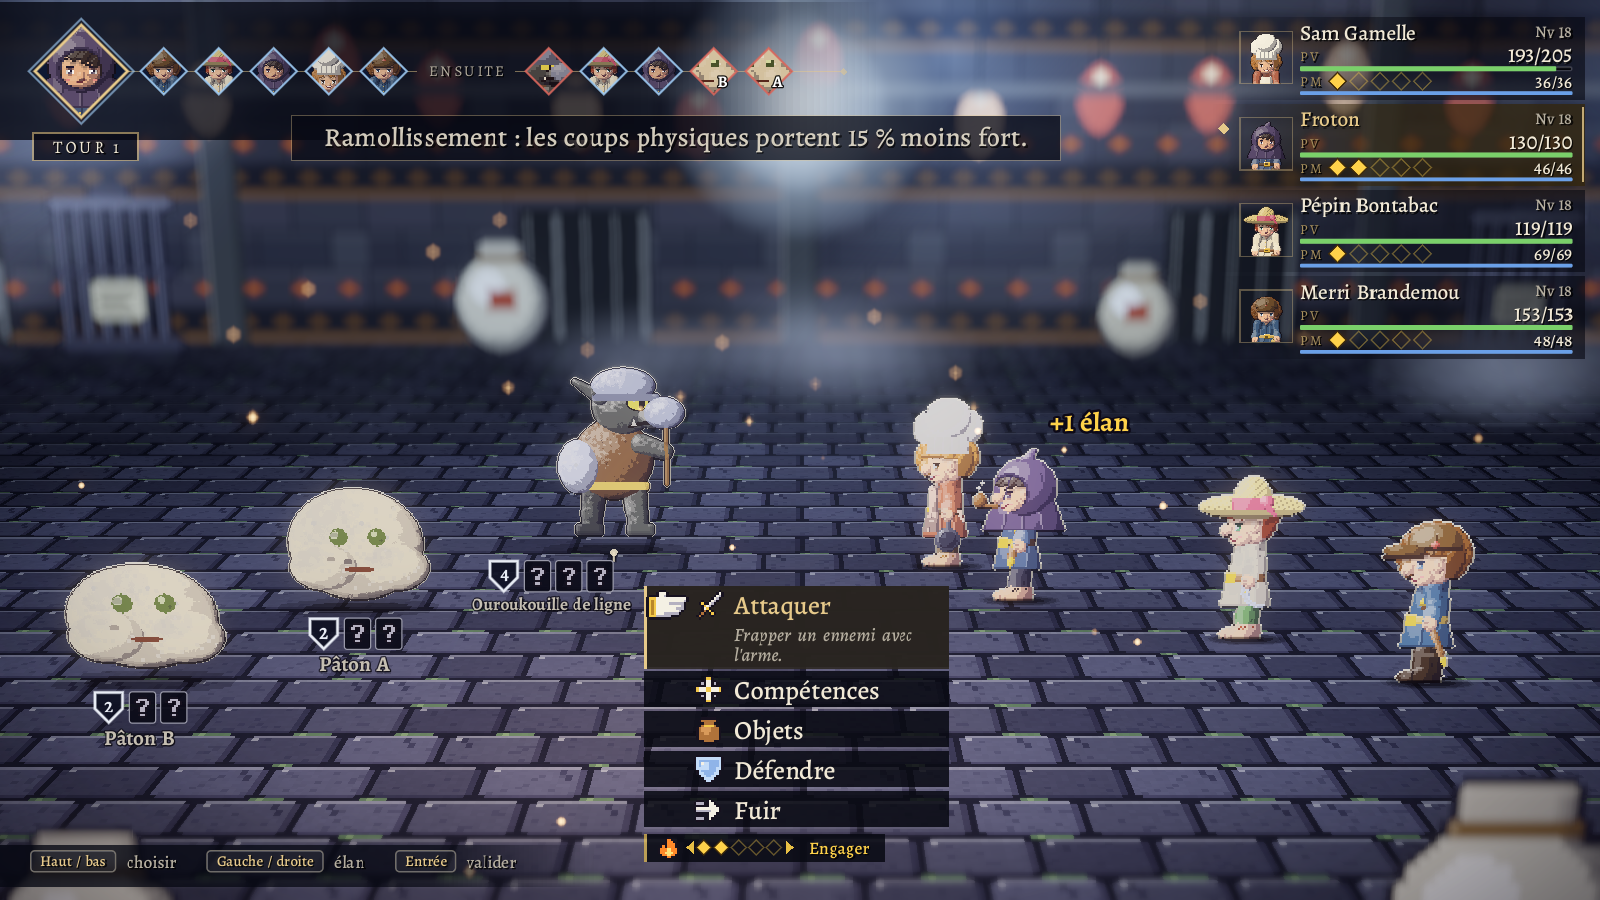 Sam Gamelle Nv 18
PV 193/205
PM 36/36
ENSUITE
B
A
TOUR 1
Ramollissement : les coups physiques portent 15 % moins fort.
Froton Nv 18
PV 130/130
PM 46/46
Pépin Bontabac Nv 18
PV 119/119
PM 69/69
Merri Brandemou Nv 18
PV 153/153
PM 48/48
+1 élan
4 ? ? ?
Ouroukouille de ligne
2 ? ?
Pâton A
2 ? ?
Pâton B
Attaquer
Frapper un ennemi avec
l'arme.
Compétences
Objets
Défendre
Fuir
Engager
Haut / bas choisir Gauche / droite élan Entrée valider